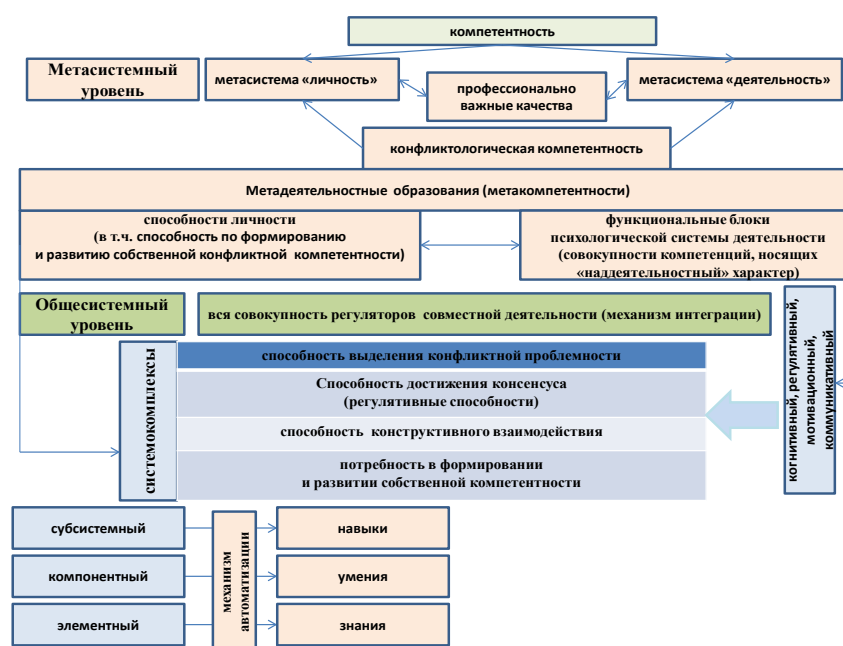 компетентность
Метасистемный
уровень
метасистема «личность»
профессионально
важные качества
метасистема «деятельность»
конфликтологическая компетентность
Метадеятельностные образования (метакомпетентности)
способности личности
(в т.ч. способность по формированию
и развитию собственной конфликтной компетентности)
функциональные блоки
психологической системы деятельности
(совокупности компетенций, носящих
«наддеятельностный» характер)
Общесистемный
уровень
вся совокупность регуляторов совместной деятельности (механизм интеграции)
системокомплексы
способность выделения конфликтной проблемности
Способность достижения консенсуса
(регулятивные способности)
способность конструктивного взаимодействия
потребность в формировании
и развитии собственной компетентности
когнитивный, регулятивный,
мотивационный,
коммуникативный
субсистемный
компонентный
элементный
механизм
автоматизации
навыки
умения
знания